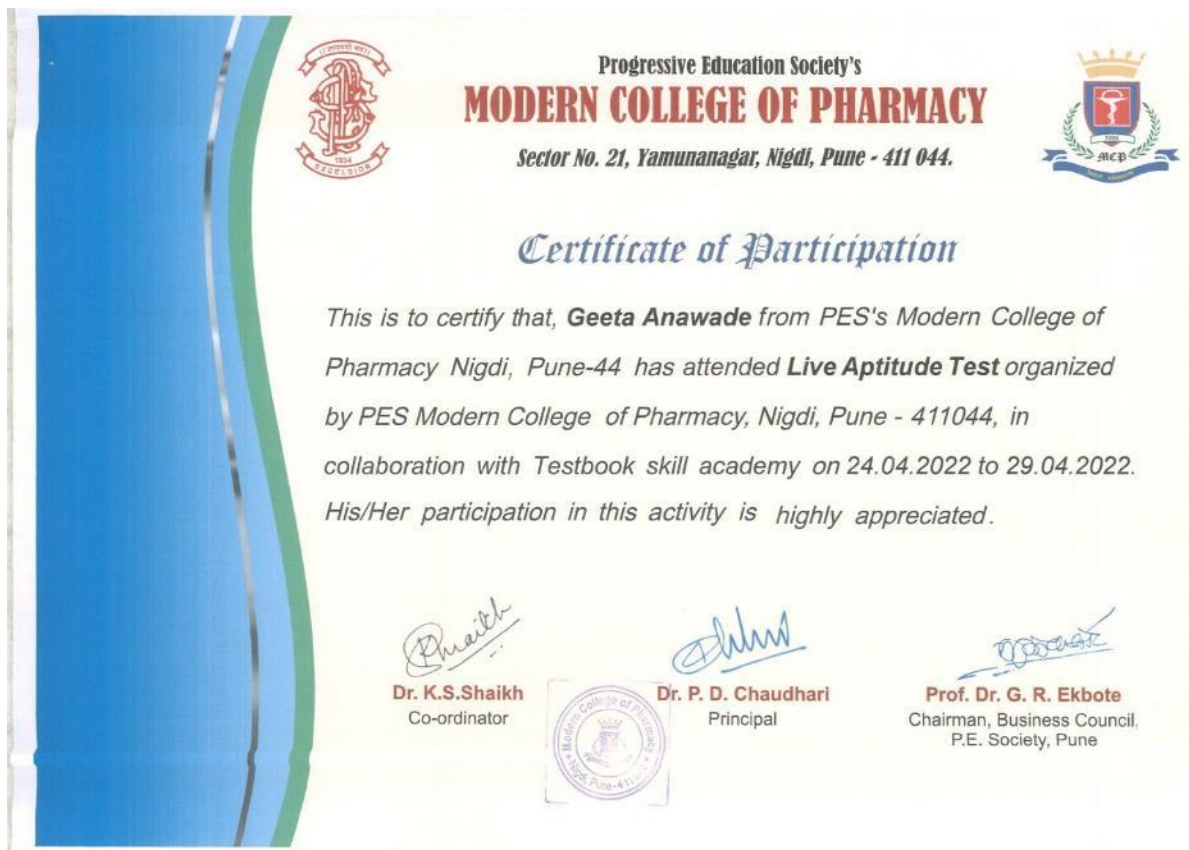 Progressive Education Society's
MODERN COLLEGE OF PHARMACY
Sector No. 21, Yamunanagar, Nigdi, Pune - 411 044.
1934
EXCELSIOR
MCP
Certificate of Participation
This is to certify that, Geeta Anawade from PES's Modern College of
Pharmacy Nigdi, Pune-44 has attended Live Aptitude Test organized
by PES Modern College of Pharmacy, Nigdi, Pune - 411044, in
collaboration with Testbook skill academy on 24.04.2022 to 29.04.2022.
His/Her participation in this activity is highly appreciated.
Dr. K.S.Shaikh
Co-ordinator
Modern College of Pharmacy
Nigdi, Pune-
Dr. P. D. Chaudhari
Principal
Prof. Dr. G. R. Ekbote
Chairman, Business Council,
P.E. Society, Pune